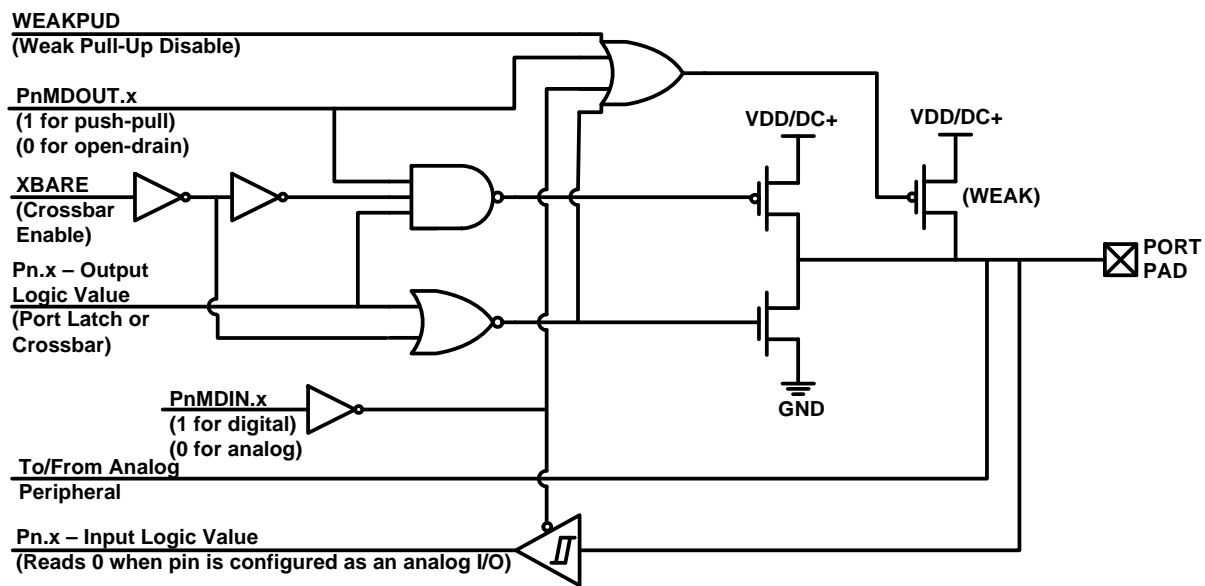 WEAKPUD
(Weak Pull-Up Disable)
PnMDOUT.x
(1 for push-pull)
(0 for open-drain)
XBARE
(Crossbar
Enable)
Pn.x – Output
Logic Value
(Port Latch or
Crossbar)
PnMDIN.x
(1 for digital)
(0 for analog)
To/From Analog
Peripheral
Pn.x – Input Logic Value
(Reads 0 when pin is configured as an analog I/O)
VDD/DC+
VDD/DC+
(WEAK)
GND
PORT
PAD